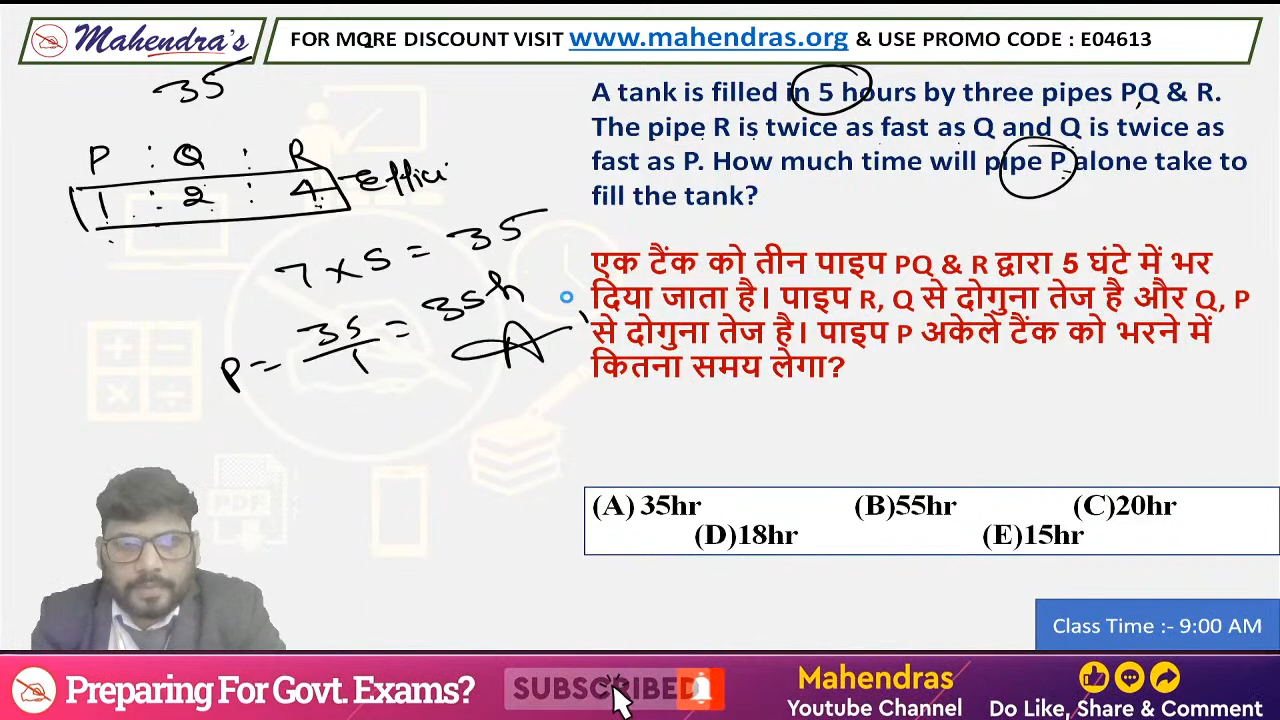 Mahendra's
FOR MORE DISCOUNT VISIT www.mahendras.org & USE PROMO CODE : E04613
35
P : Q : R
1 : 2 : 4 Effici
7 x 5 = 35
P = 35/1 = 35h
A
A tank is filled in 5 hours by three pipes P,Q & R.
The pipe R is twice as fast as Q and Q is twice as
fast as P. How much time will pipe P alone take to
fill the tank?
एक टैंक को तीन पाइप PQ & R द्वारा 5 घंटे में भर
दिया जाता है। पाइप R, Q से दोगुना तेज है और Q, P
से दोगुना तेज है। पाइप P अकेले टैंक को भरने में
कितना समय लेगा?
(A) 35hr (B)55hr (C)20hr
(D)18hr (E)15hr
PDF
Class Time :- 9:00 AM
Preparing For Govt. Exams?
SUBSCRIBED
Mahendras
YouTube Channel
Do Like, Share & Comment